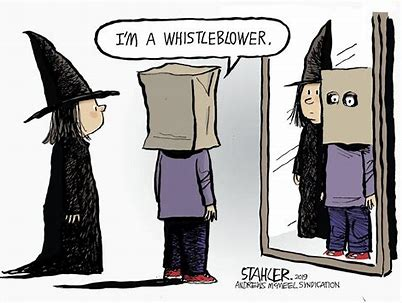 I'M A WHISTLEBLOWER.
STAHLER. 2019
ANDREWS McMEEL SYNDICATION